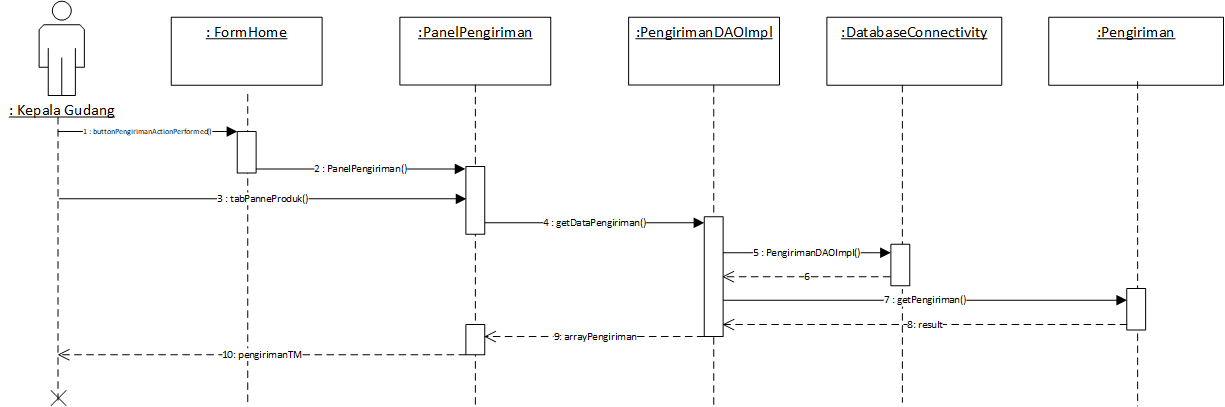 : FormHome
:PanelPengiriman
:PengirimanDAOImpl
:DatabaseConnectivity
:Pengiriman
: Kepala Gudang
1 : buttonPengirimanActionPerformed()
2 : PanelPengiriman()
3 : tabPanneProduk()
4 : getDataPengiriman()
5 : PengirimanDAOImpl()
6
7 : getPengiriman()
8: result
9: arrayPengiriman
10: pengirimanTM